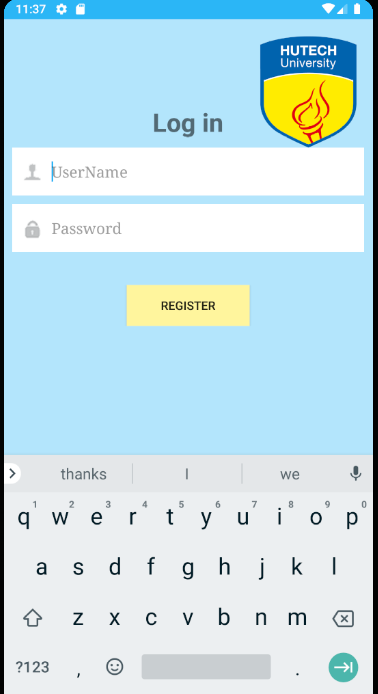 11:37
HUTECH
University
Log in
UserName
Password
REGISTER
thanks I we
1 2 3 4 5 6 7 8 9 0
q w e r t y u i o p
a s d f g h j k l
z x c v b n m
?123 , .